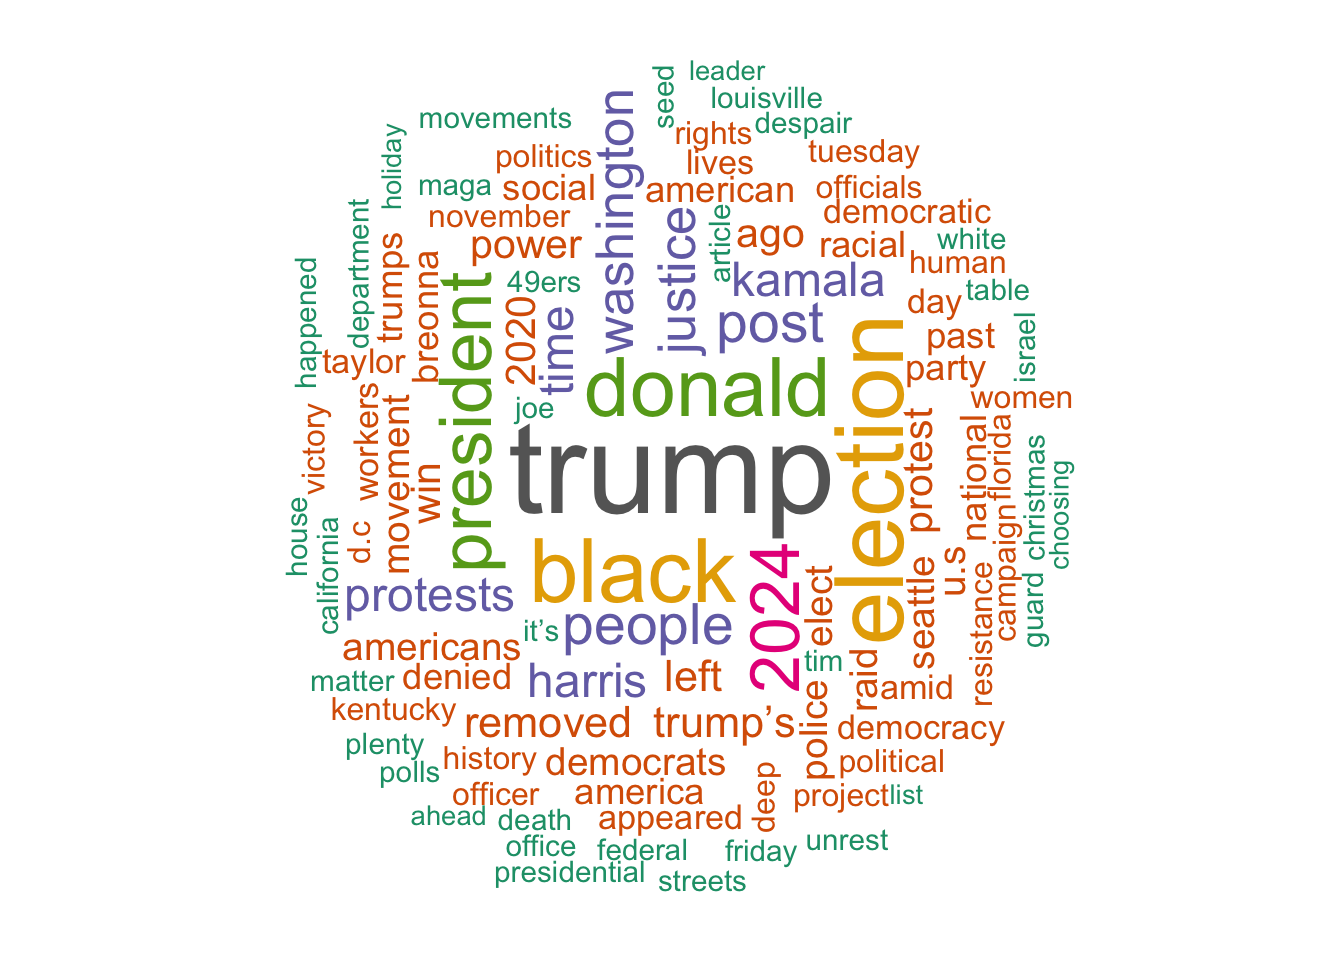 leader
seed
louisville
movements
rights
despair
holiday
politics
lives
tuesday
maga
social
washington
american
officials
november
article
democratic
department
trumps
power
justice
ago
racial
white
human
happened
breonna
49ers
kamala
day
table
taylor
president
2020
time
post
past
israel
party
donald
election
women
victory
workers
movement
win
joe
trump
protest
national
florida
christmas
choosing
house
california
d.c
black
2024
elect
seattle
u.s
campaign
resistance
guard
protests
it’s
people
americans
tim
matter
denied
harris
left
raid
amid
kentucky
removed
trump’s
police
democracy
plenty
polls
history
democrats
deep
political
officer
america
project
list
ahead
death
appeared
unrest
office
federal
friday
presidential
streets